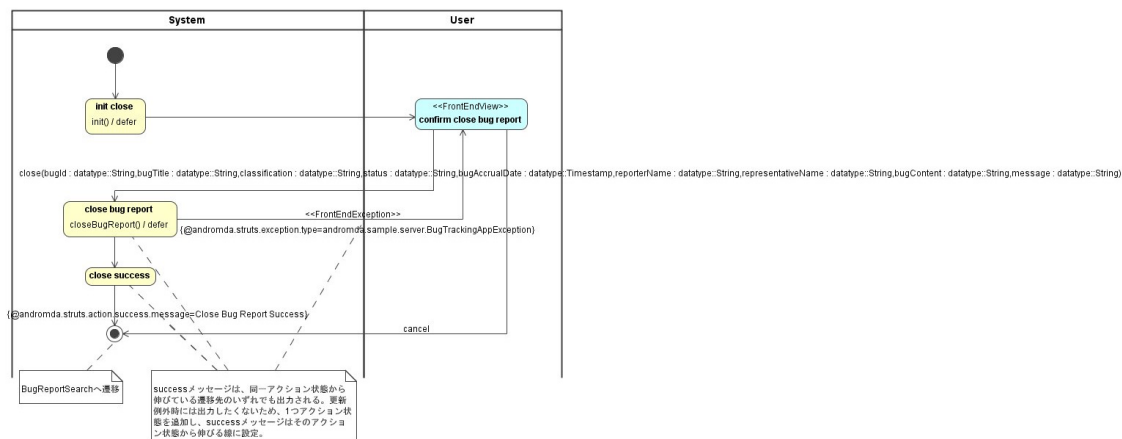 System
User
init close
init() / defer
<<FrontEndView>>
confirm close bug report
close(bugId : datatype::String,bugTitle : datatype::String,classification : datatype::String,status : datatype::String,bugAccrualDate : datatype::Timestamp,reporterName : datatype::String,representativeName : datatype::String,bugContent : datatype::String,message : datatype::String)
close bug report
closeBugReport() / defer
<<FrontEndException>>
{@andromda.struts.exception.type=andromda.sample.server.BugTrackingAppException}
close success
{@andromda.struts.action.success.message=Close Bug Report Success}
cancel
BugReportSearchへ遷移
successメッセージは、同一アクション状態から
伸びている遷移先のいずれでも出力される。更新
例外時には出力したくないため、1つアクション状
態を追加し、successメッセージはそのアクショ
ン状態から伸びる線に設定。